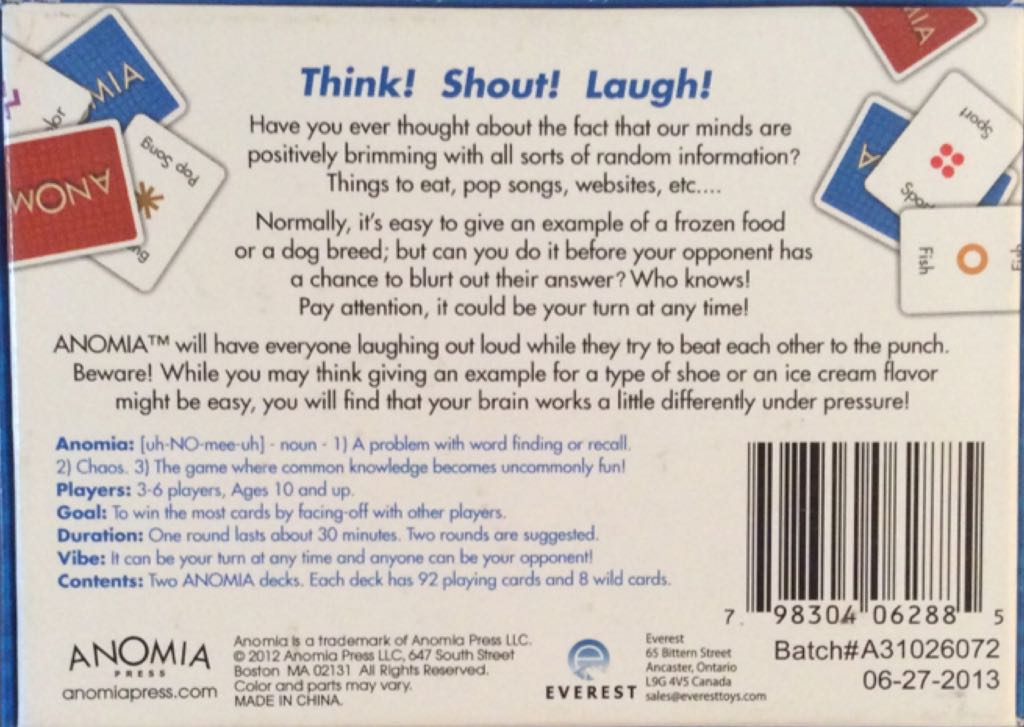 Think! Shout! Laugh!
Have you ever thought about the fact that our minds are
positively brimming with all sorts of random information?
Things to eat, pop songs, websites, etc....
Normally, it's easy to give an example of a frozen food
or a dog breed; but can you do it before your opponent has
a chance to blurt out their answer? Who knows!
Pay attention, it could be your turn at any time!
ANOMIA™ will have everyone laughing out loud while they try to beat each other to the punch.
Beware! While you may think giving an example for a type of shoe or an ice cream flavor
might be easy, you will find that your brain works a little differently under pressure!
Anomia: [uh-NO-mee-uh] - noun - 1) A problem with word finding or recall.
2) Chaos. 3) The game where common knowledge becomes uncommonly fun!
Players: 3-6 players, Ages 10 and up.
Goal: To win the most cards by facing-off with other players.
Duration: One round lasts about 30 minutes. Two rounds are suggested.
Vibe: It can be your turn at any time and anyone can be your opponent!
Contents: Two ANOMIA decks. Each deck has 92 playing cards and 8 wild cards.
MIA
ANOM
Pop Song
IA
A
Sport
Fish
7 98304 06288 5
Batch#A31026072
06-27-2013
ANOMIA
PRESS
anomiapress.com
Anomia is a trademark of Anomia Press LLC.
© 2012 Anomia Press LLC, 647 South Street
Boston MA 02131 All Rights Reserved.
Color and parts may vary.
MADE IN CHINA.
e
EVEREST
Everest
65 Bittern Street
Ancaster, Ontario
L9G 4V5 Canada
sales@everesttoys.com